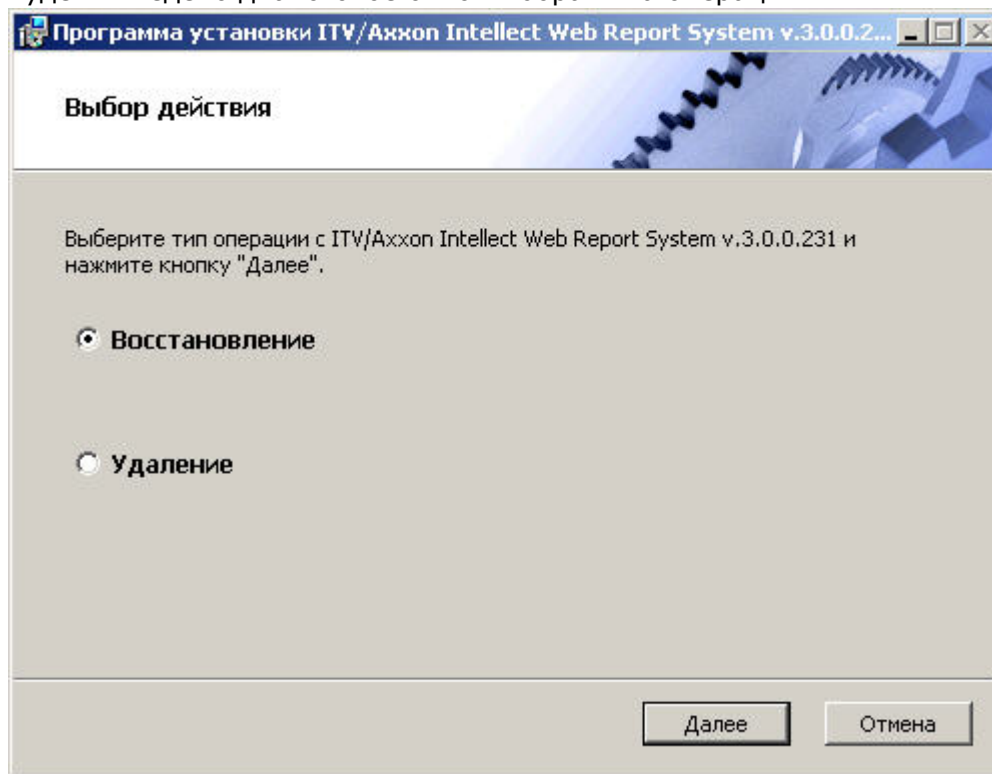 Программа установки ITV/Axxon Intellect Web Report System v.3.0.0.2...
Выбор действия
Выберите тип операции с ITV/Axxon Intellect Web Report System v.3.0.0.231 и
нажмите кнопку "Далее".
Восстановление
Удаление
Далее
Отмена